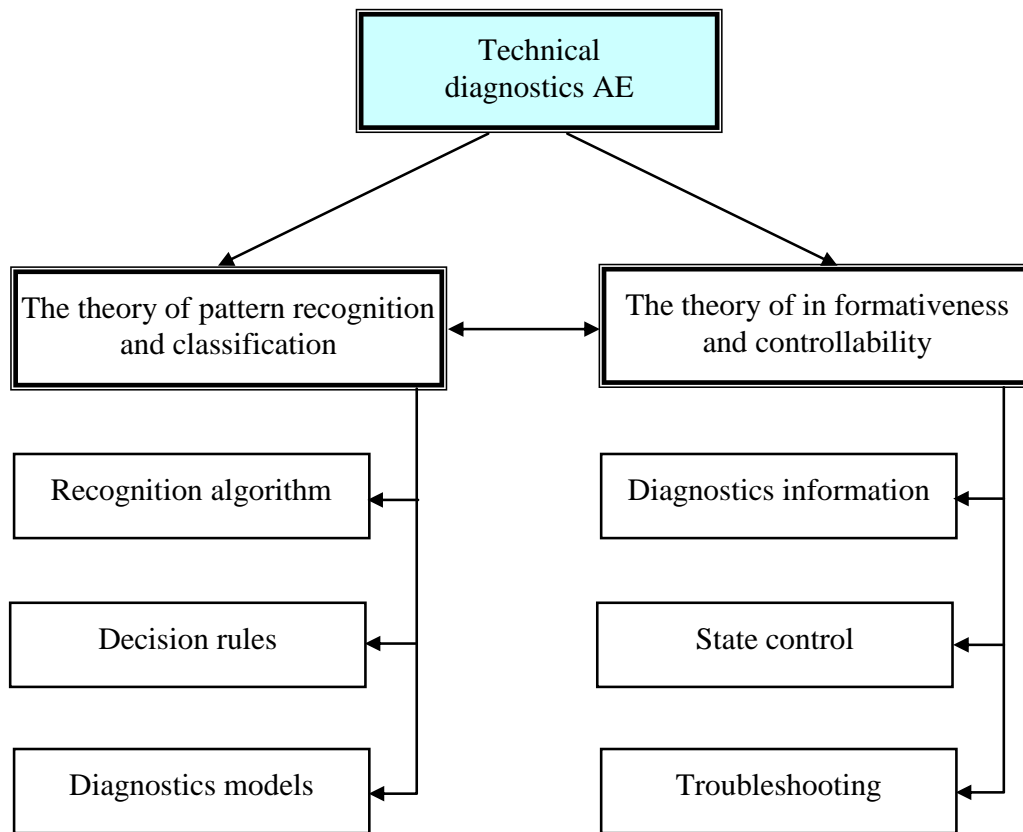 Technical
diagnostics AE
The theory of pattern recognition
and classification
The theory of in formativeness
and controllability
Recognition algorithm
Diagnostics information
Decision rules
State control
Diagnostics models
Troubleshooting